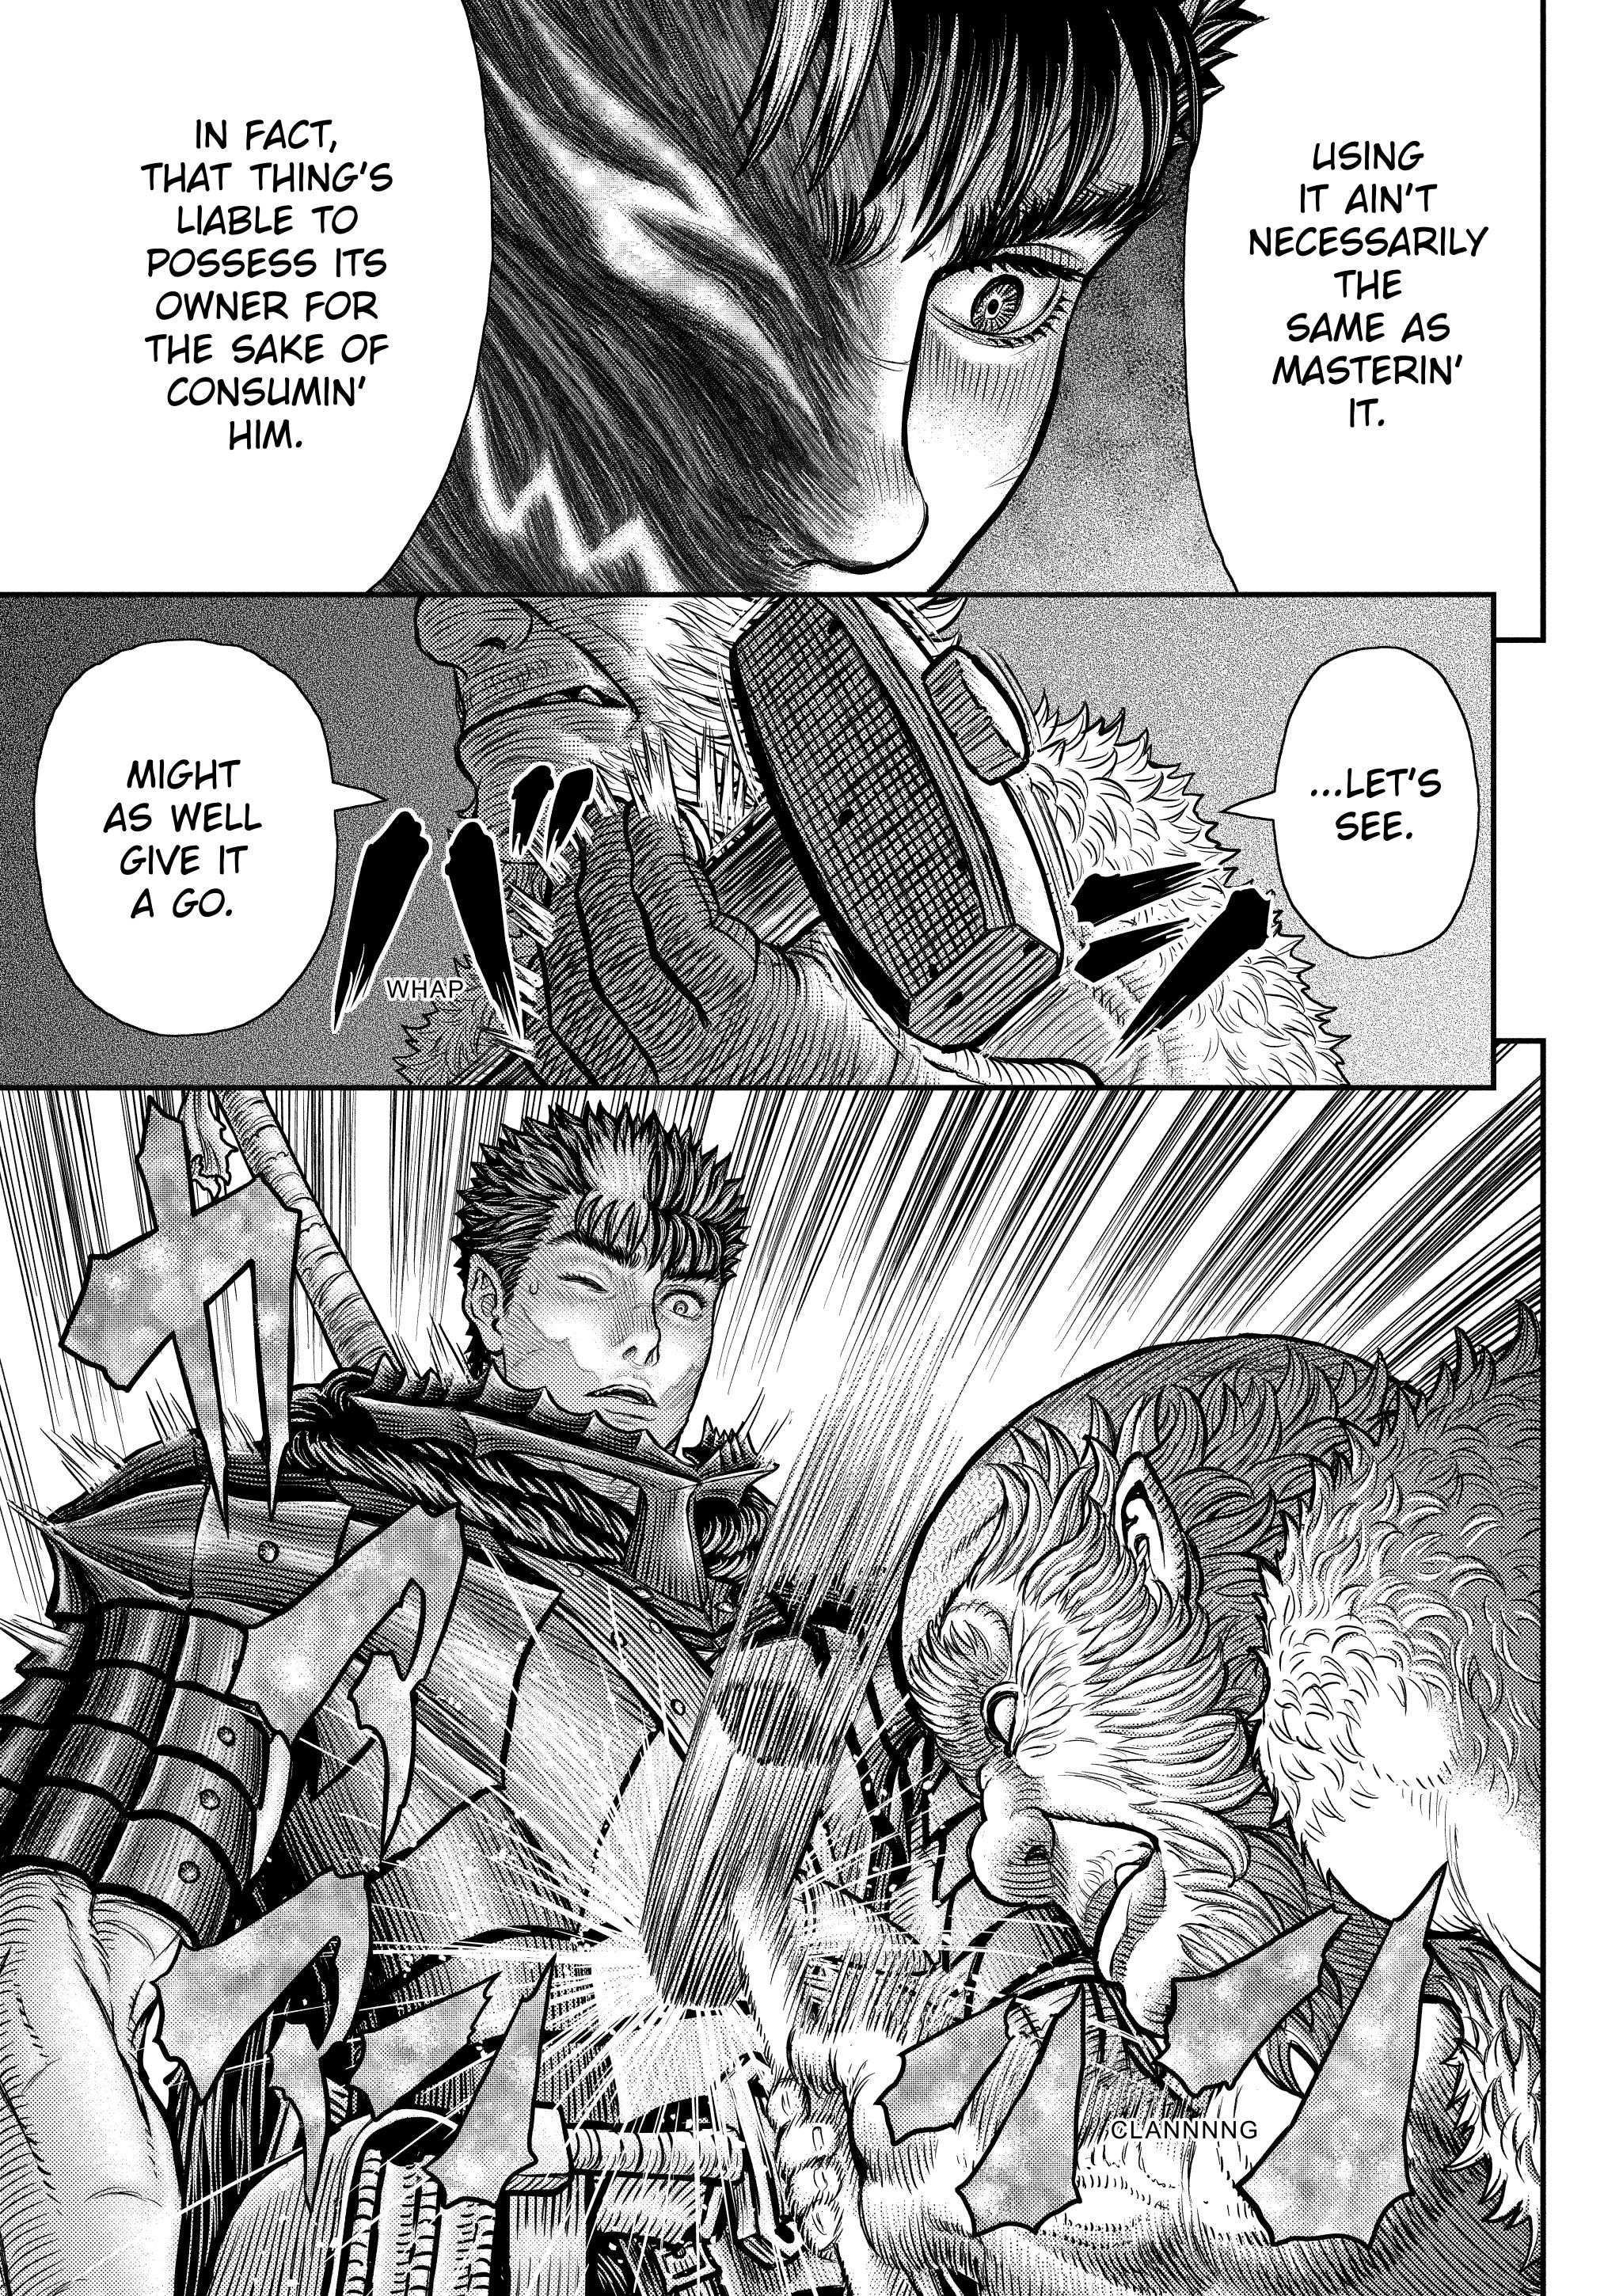 USING
IT AIN'T
NECESSARILY
THE
SAME AS
MASTERIN'
IT.
IN FACT,
THAT THING'S
LIABLE TO
POSSESS ITS
OWNER FOR
THE SAKE OF
CONSUMIN'
HIM.
...LET'S
SEE.
MIGHT
AS WELL
GIVE IT
A GO.
WHAP
CLANNNNG